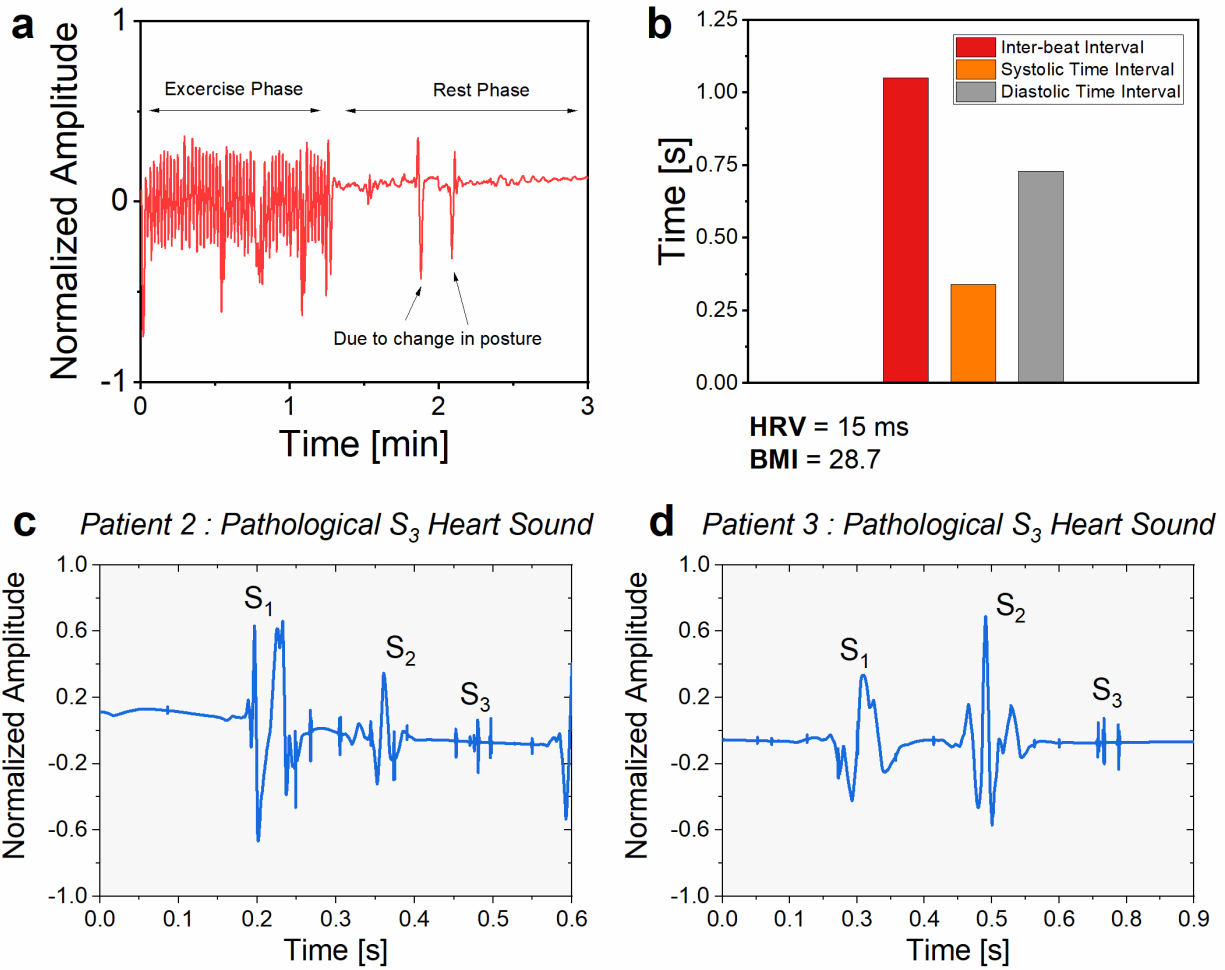 a
Normalized Amplitude
1
0
-1
Excercise Phase
Rest Phase
Due to change in posture
0
1
2
3
Time [min]
b
Time [s]
1.25
1.00
0.75
0.50
0.25
0.00
Inter-beat Interval
Systolic Time Interval
Diastolic Time Interval
HRV = 15 ms
BMI = 28.7
c
Patient 2 : Pathological S3 Heart Sound
Normalized Amplitude
1.0
0.6
0.2
-0.2
-0.6
-1.0
S1
S2
S3
0.0
0.1
0.2
0.3
0.4
0.5
0.6
Time [s]
d
Patient 3 : Pathological S3 Heart Sound
Normalized Amplitude
1.0
0.6
0.2
-0.2
-0.6
-1.0
S1
S2
S3
0.0
0.2
0.3
0.4
0.5
0.6
0.8
0.9
Time [s]